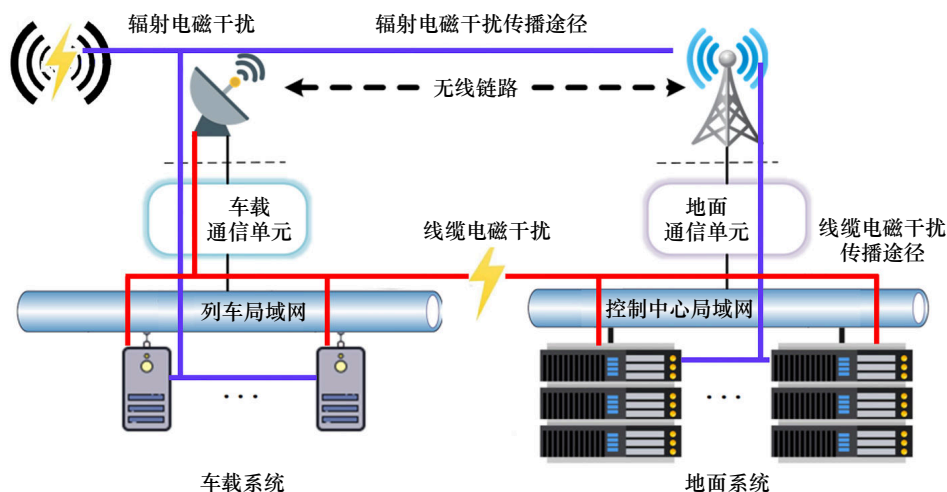 辐射电磁干扰
辐射电磁干扰传播途径
无线链路
车载
通信单元
地面
通信单元
线缆电磁干扰
线缆电磁干扰
传播途径
列车局域网
控制中心局域网
...
...
车载系统
地面系统